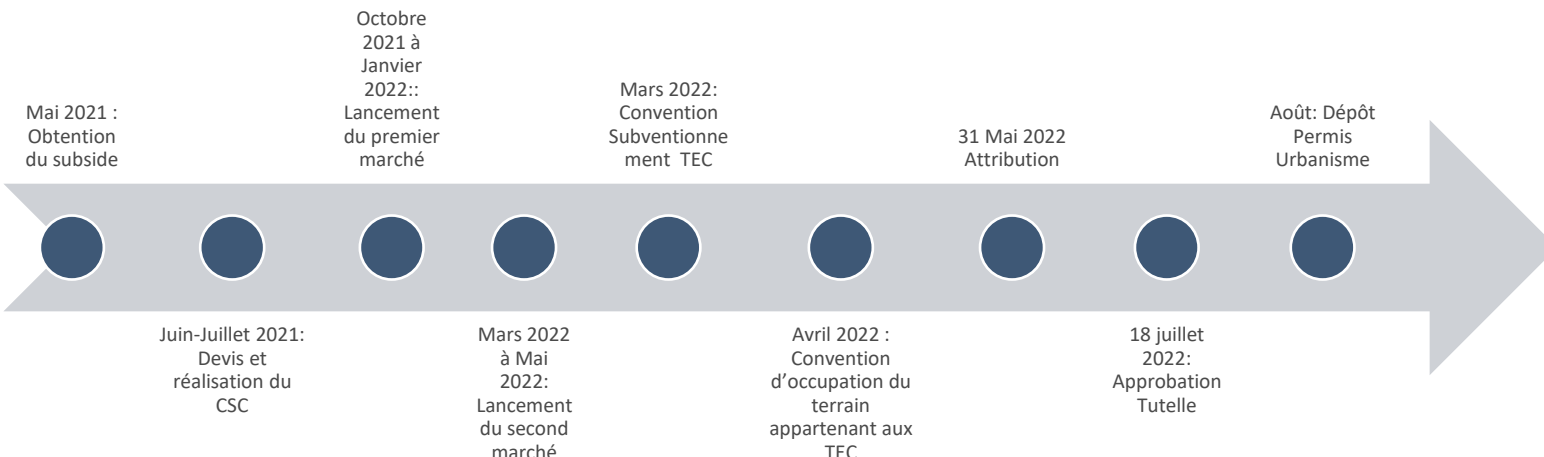 Mai 2021 :
Obtention
du subside
Juin-Juillet 2021:
Devis et
réalisation du
CSC
Octobre
2021 à
Janvier
2022::
Lancement
du premier
marché
Mars 2022
à Mai
2022:
Lancement
du second
marché
Mars 2022:
Convention
Subventionne
ment TEC
Avril 2022 :
Convention
d’occupation du
terrain
appartenant aux
TEC
31 Mai 2022
Attribution
18 juillet
2022:
Approbation
Tutelle
Août: Dépôt
Permis
Urbanisme